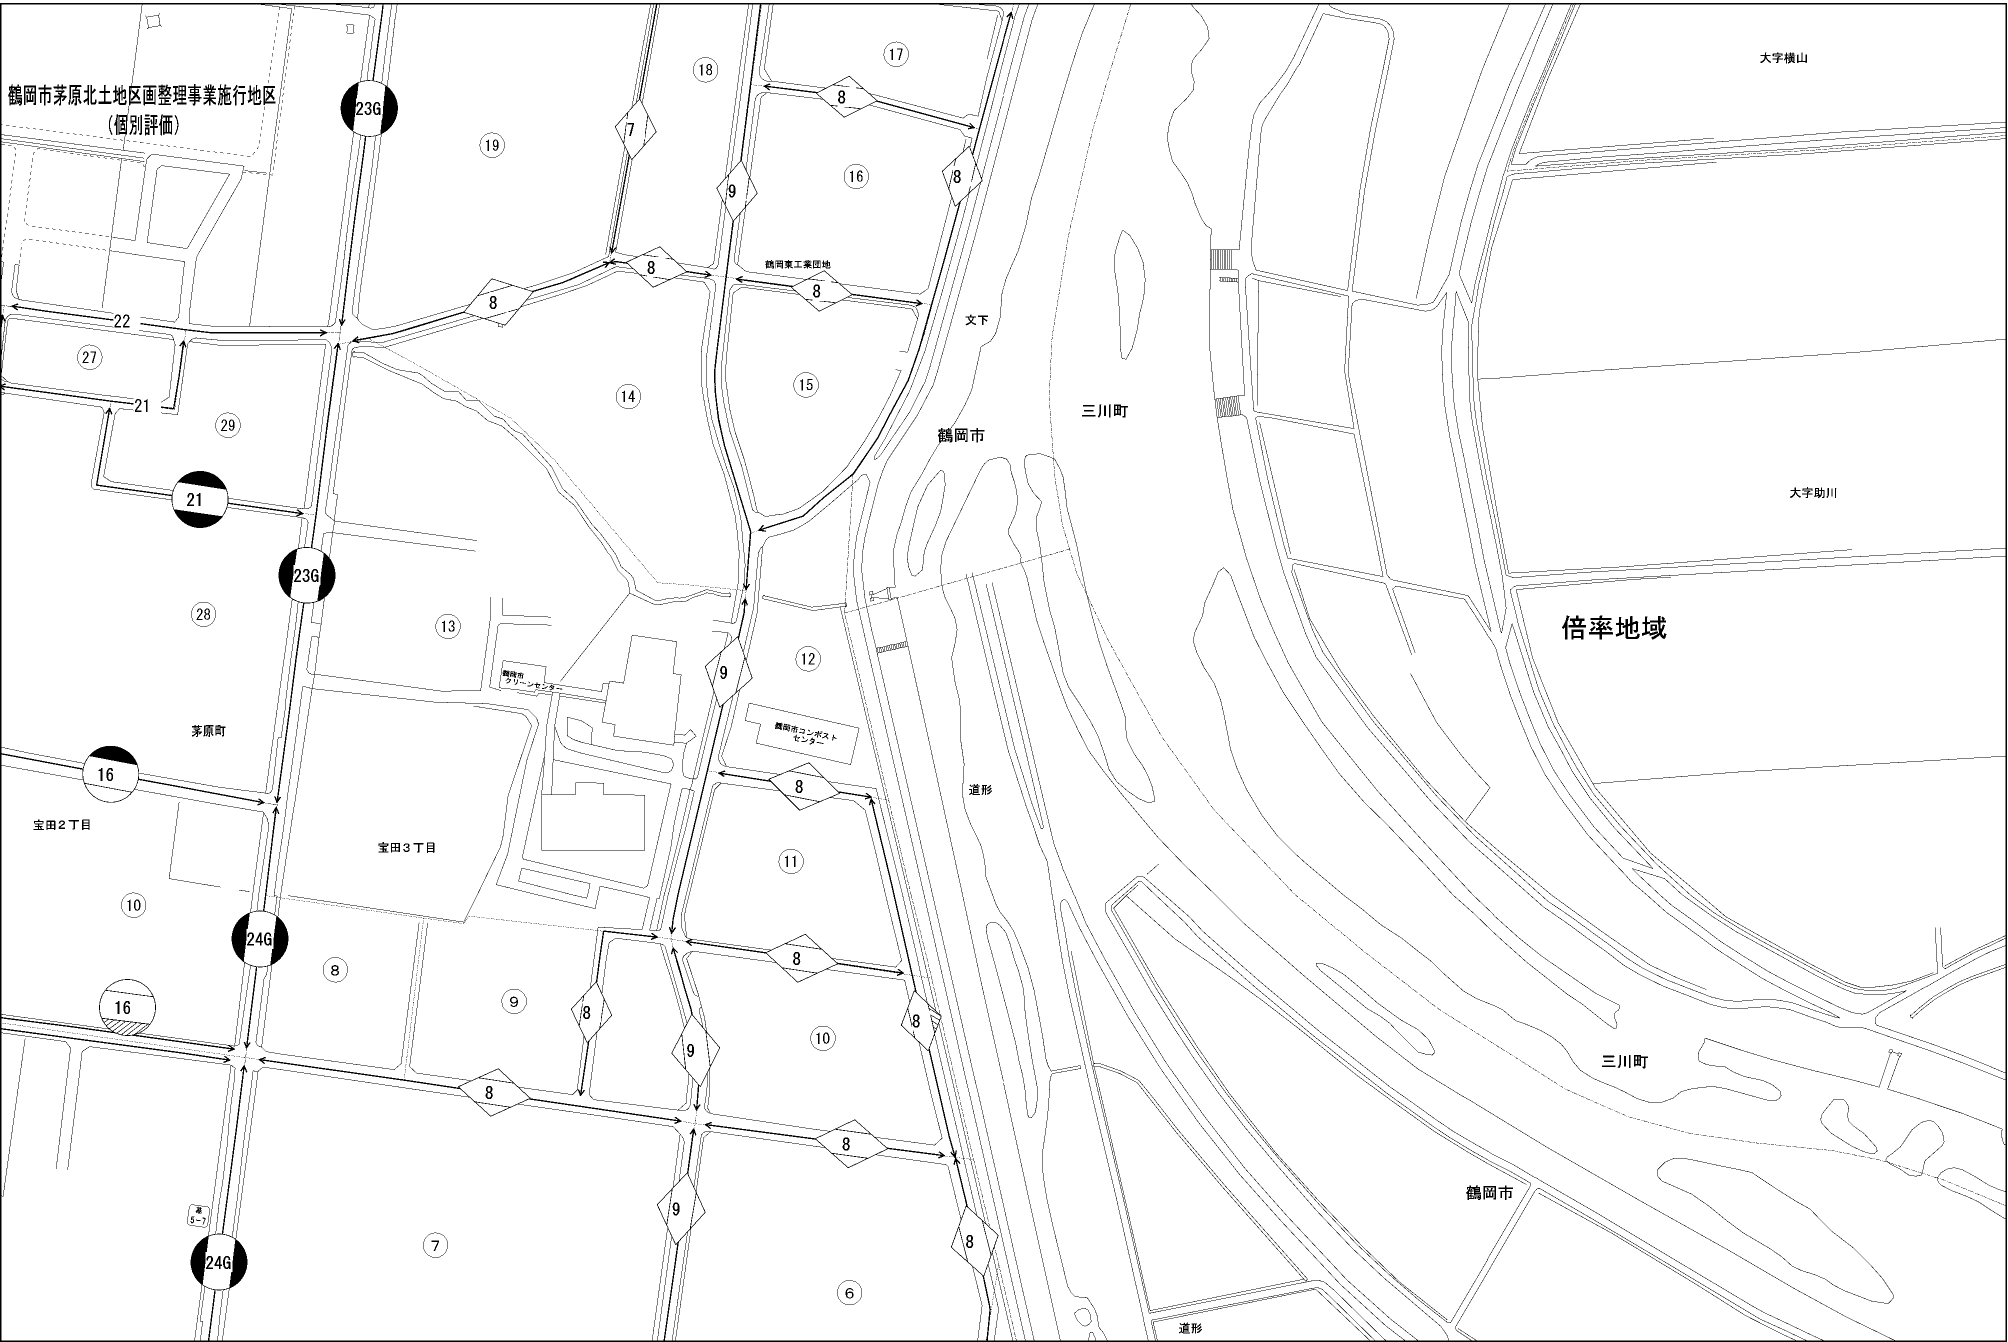 大字横山
17
18
鶴岡市茅原北土地区画整理事業施行地区
(個別評価)
8
23G
7
19
16
8
9
鶴岡東工業団地
8
8
8
22
文下
27
15
14
21
三川町
29
鶴岡市
21
大字助川
23G
28
13
倍率地域
12
9
鶴岡市
クリーンセンター
茅原町
鶴岡市コンポスト
センター
16
8
道形
宝田2丁目
宝田3丁目
11
10
24G
8
8
9
16
8
8
10
9
三川町
8
8
鶴岡市
9
5-7
7
8
24G
6
道形